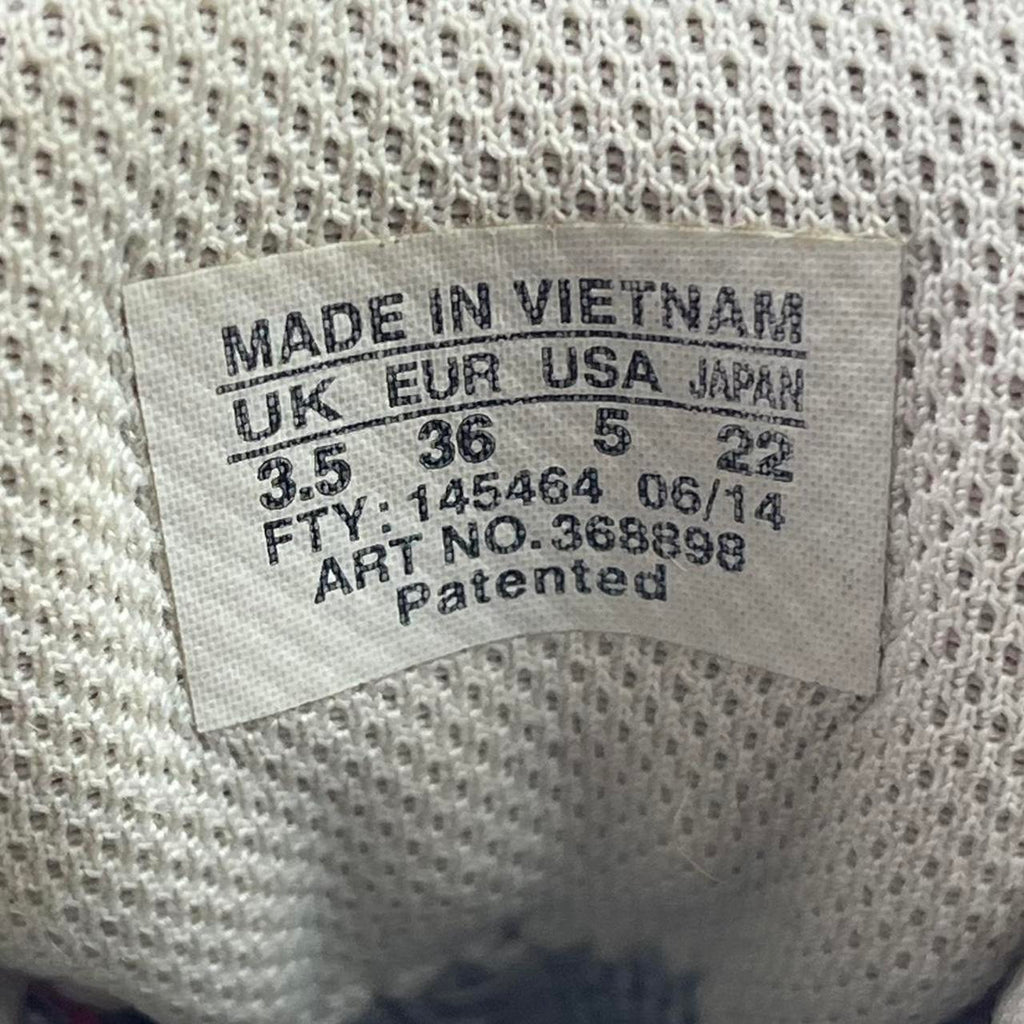 MADE IN VIETNAM
UK EUR USA JAPAN
3.5 36 5 22
FTY: 145464 06/14
ART NO. 368898
Patented